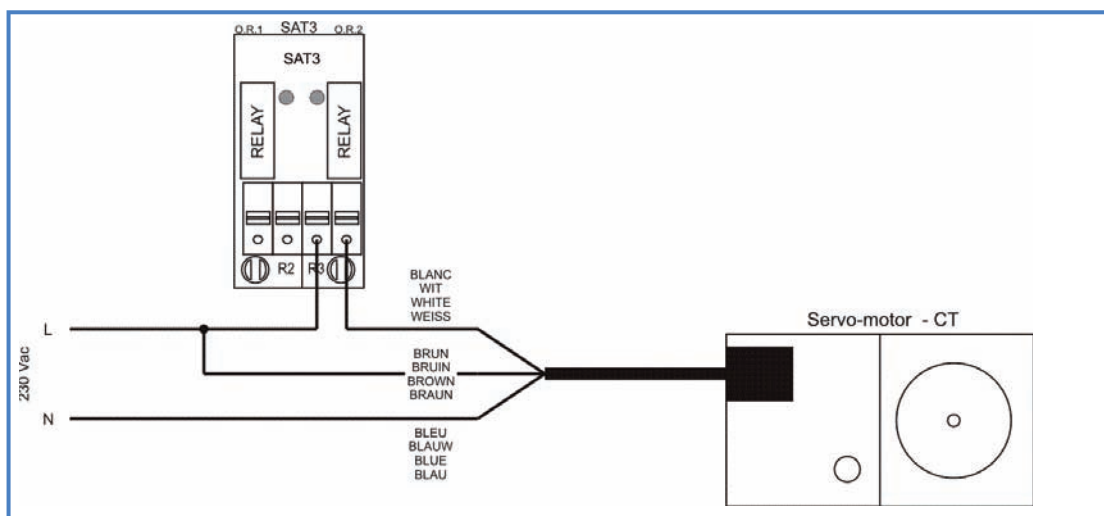 O.R.1 SAT3 O.R.2
SAT3
RELAY RELAY
R2 R3
BLANC
WIT
WHITE
WEISS
L
Servo-motor - CT
230 Vac
BRUN
BRUIN
BROWN
BRAUN
N
BLEU
BLAUW
BLUE
BLAU